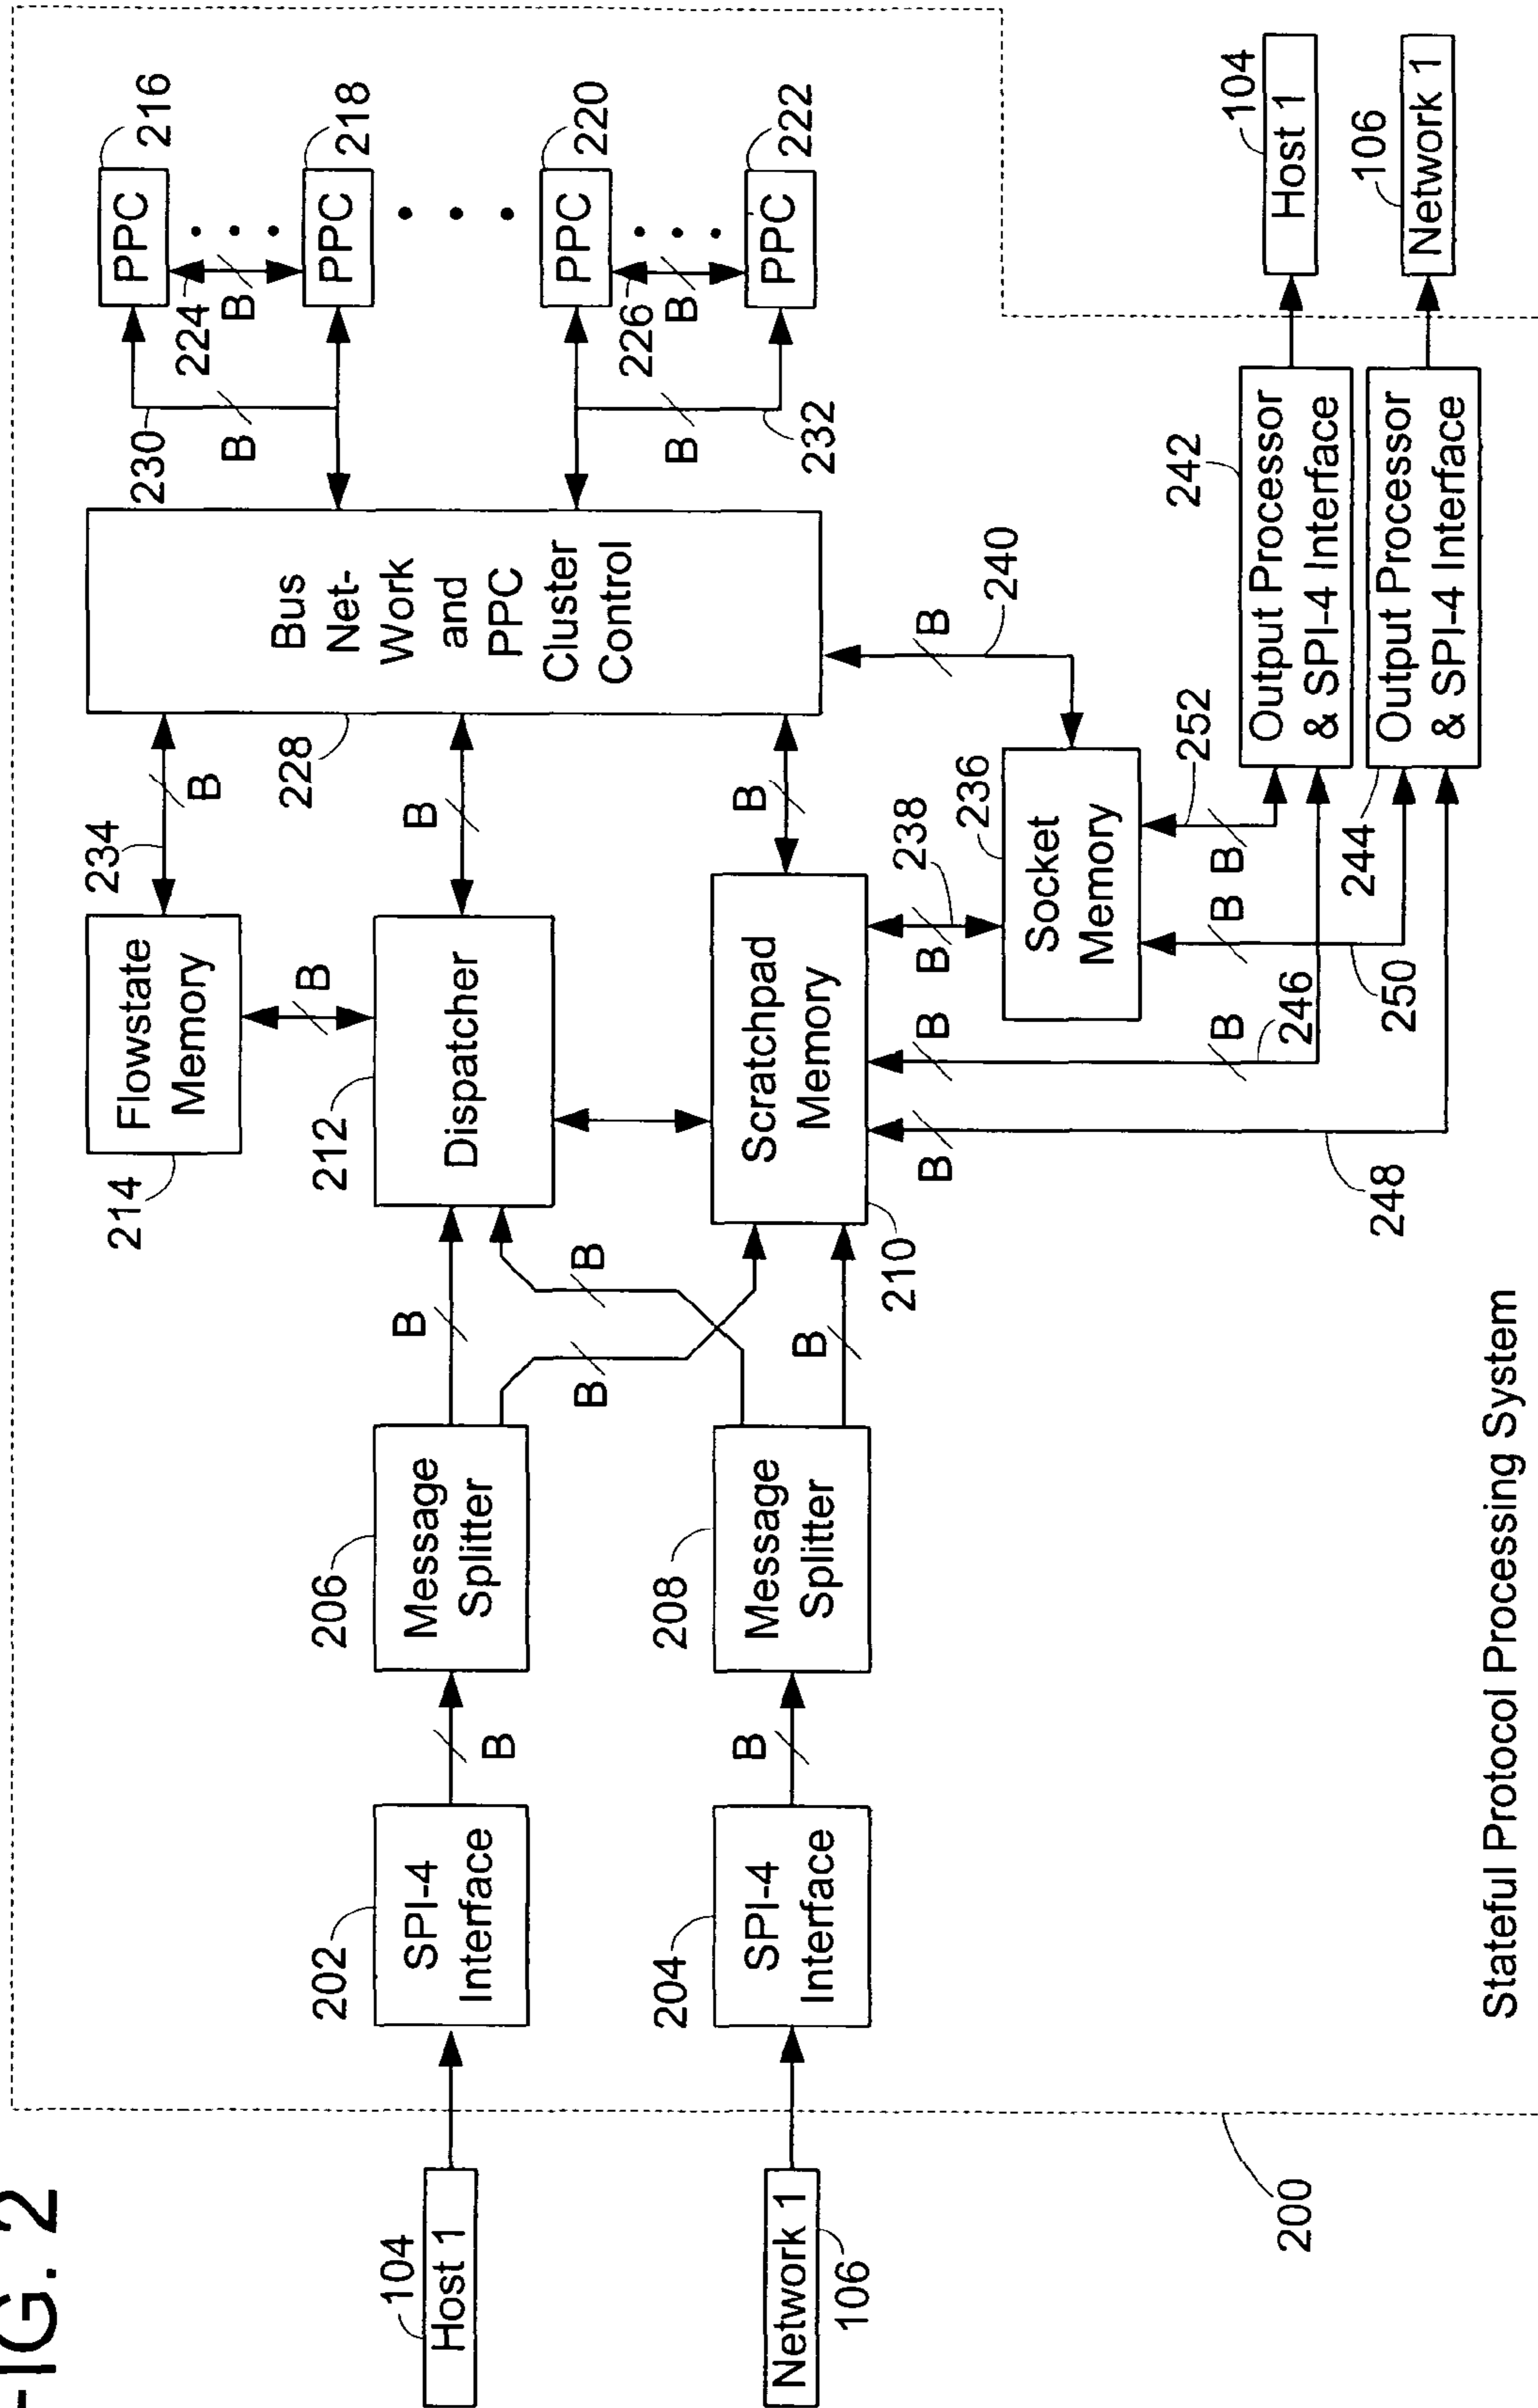 FIG. 2
104
Host 1
Network 1
106
200
202
SPI-4
Interface
204
SPI-4
Interface
B
B
206
Message
Splitter
208
Message
Splitter
B
B
B
B
214
Flowstate
Memory
B
212
Dispatcher
210
Scratchpad
Memory
234
B
B
B
228
Bus
Net-
Work
and
PPC
Cluster
Control
230
B
B
232
PPC
216
224
B
PPC
218
PPC
220
226
B
PPC
222
238
B
236
Socket
Memory
B
240
B
B
246
B
248
B
250
B
252
242
Output Processor
& SPI-4 Interface
244
Output Processor
& SPI-4 Interface
104
Host 1
106
Network 1
Stateful Protocol Processing System